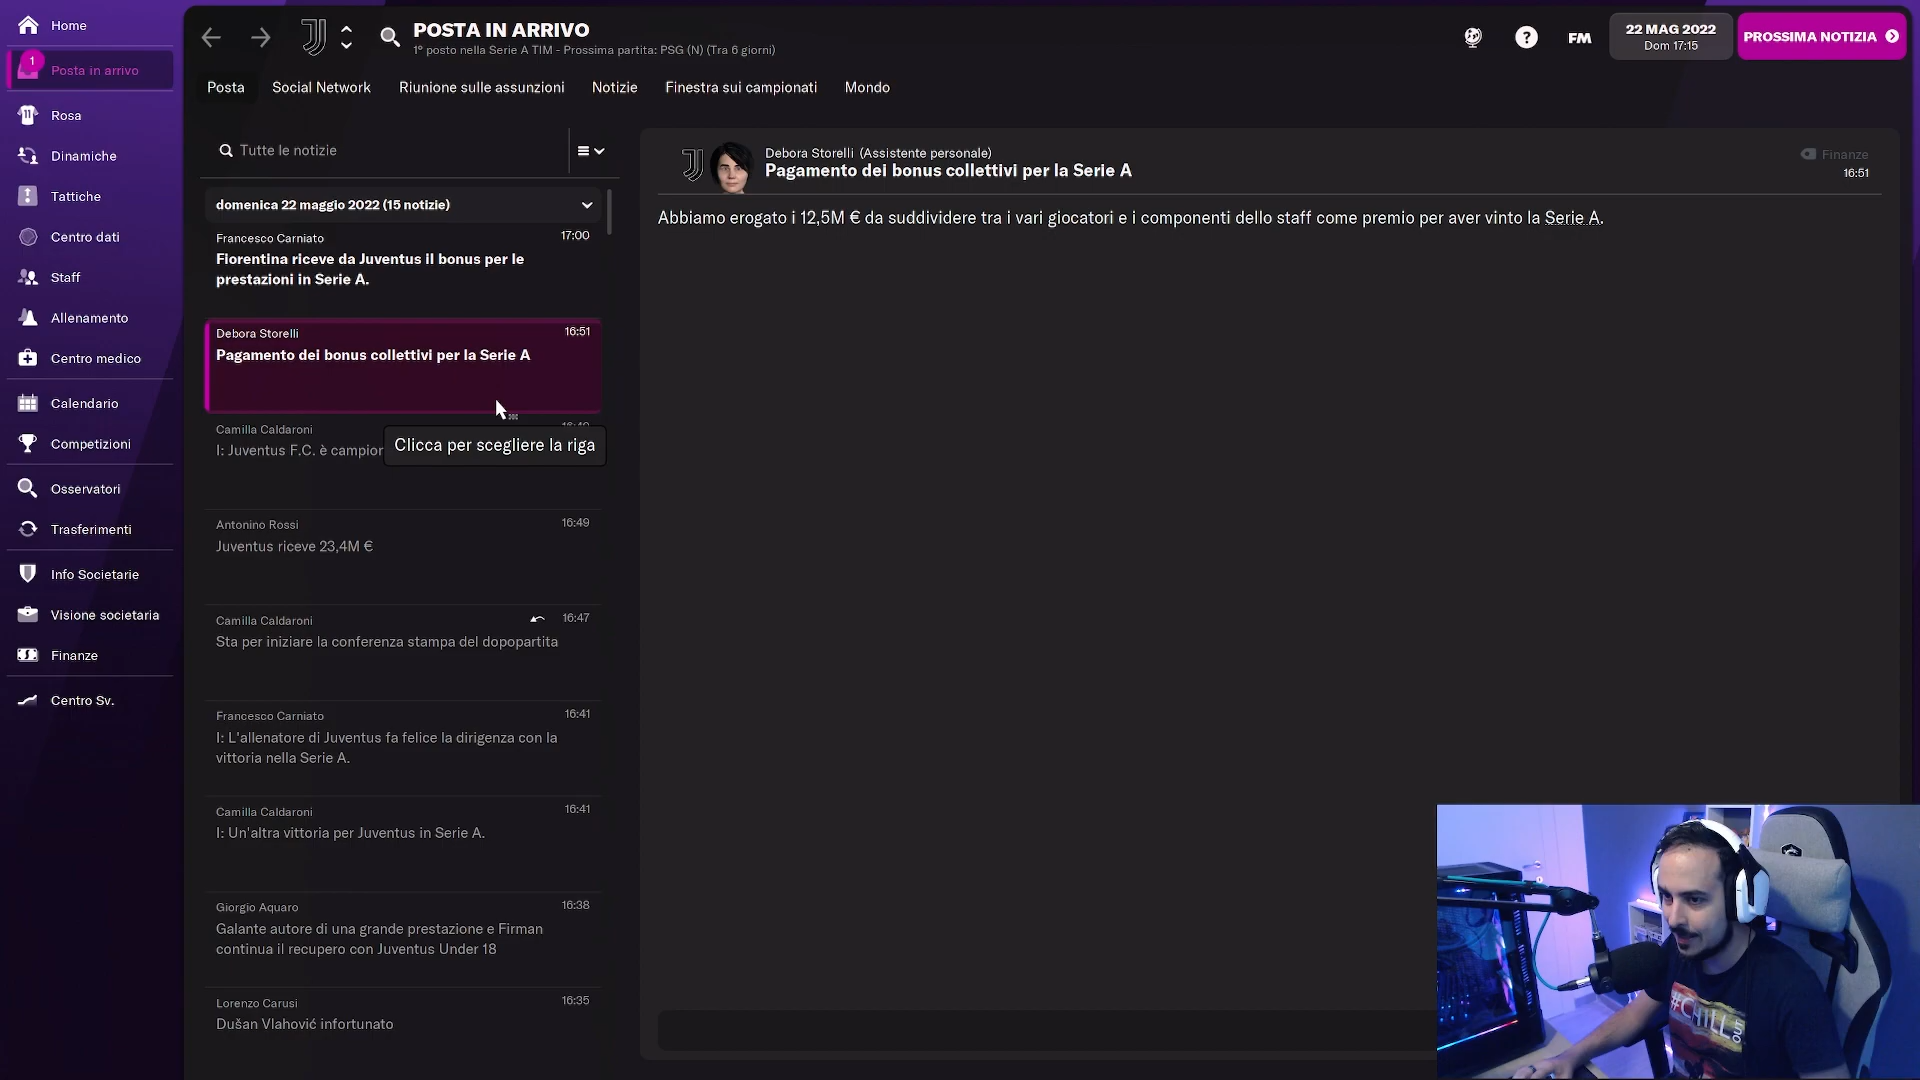 Home
1
Posta in arrivo
Rosa
Dinamiche
Tattiche
Centro dati
Staff
Allenamento
Centro medico
Calendario
Competizioni
Osservatori
Trasferimenti
Info Societarie
Visione societaria
Finanze
Centro Sv.
POSTA IN ARRIVO
1° posto nella Serie A TIM - Prossima partita: PSG (N) (Tra 6 giorni)
?
FM
22 MAG 2022
Dom 17:15
PROSSIMA NOTIZIA
Posta
Social Network
Riunione sulle assunzioni
Notizie
Finestra sui campionati
Mondo
Tutte le notizie
domenica 22 maggio 2022 (15 notizie)
Francesco Carniato
17:00
Fiorentina riceve da Juventus il bonus per le
prestazioni in Serie A.
Debora Storelli
16:51
Pagamento dei bonus collettivi per la Serie A
Camilla Caldaroni
I: Juventus F.C. è campion
Clicca per scegliere la riga
Antonino Rossi
16:49
Juventus riceve 23,4M €
Camilla Caldaroni
16:47
Sta per iniziare la conferenza stampa del dopopartita
Francesco Carniato
16:41
I: L'allenatore di Juventus fa felice la dirigenza con la
vittoria nella Serie A.
Camilla Caldaroni
16:41
I: Un'altra vittoria per Juventus in Serie A.
Giorgio Aquaro
16:38
Galante autore di una grande prestazione e Firman
continua il recupero con Juventus Under 18
Lorenzo Carusi
16:35
Dušan Vlahović infortunato
Debora Storelli (Assistente personale)
Pagamento dei bonus collettivi per la Serie A
Finanze
16:51
Abbiamo erogato i 12,5M € da suddividere tra i vari giocatori e i componenti dello staff come premio per aver vinto la Serie A.
#CHILL